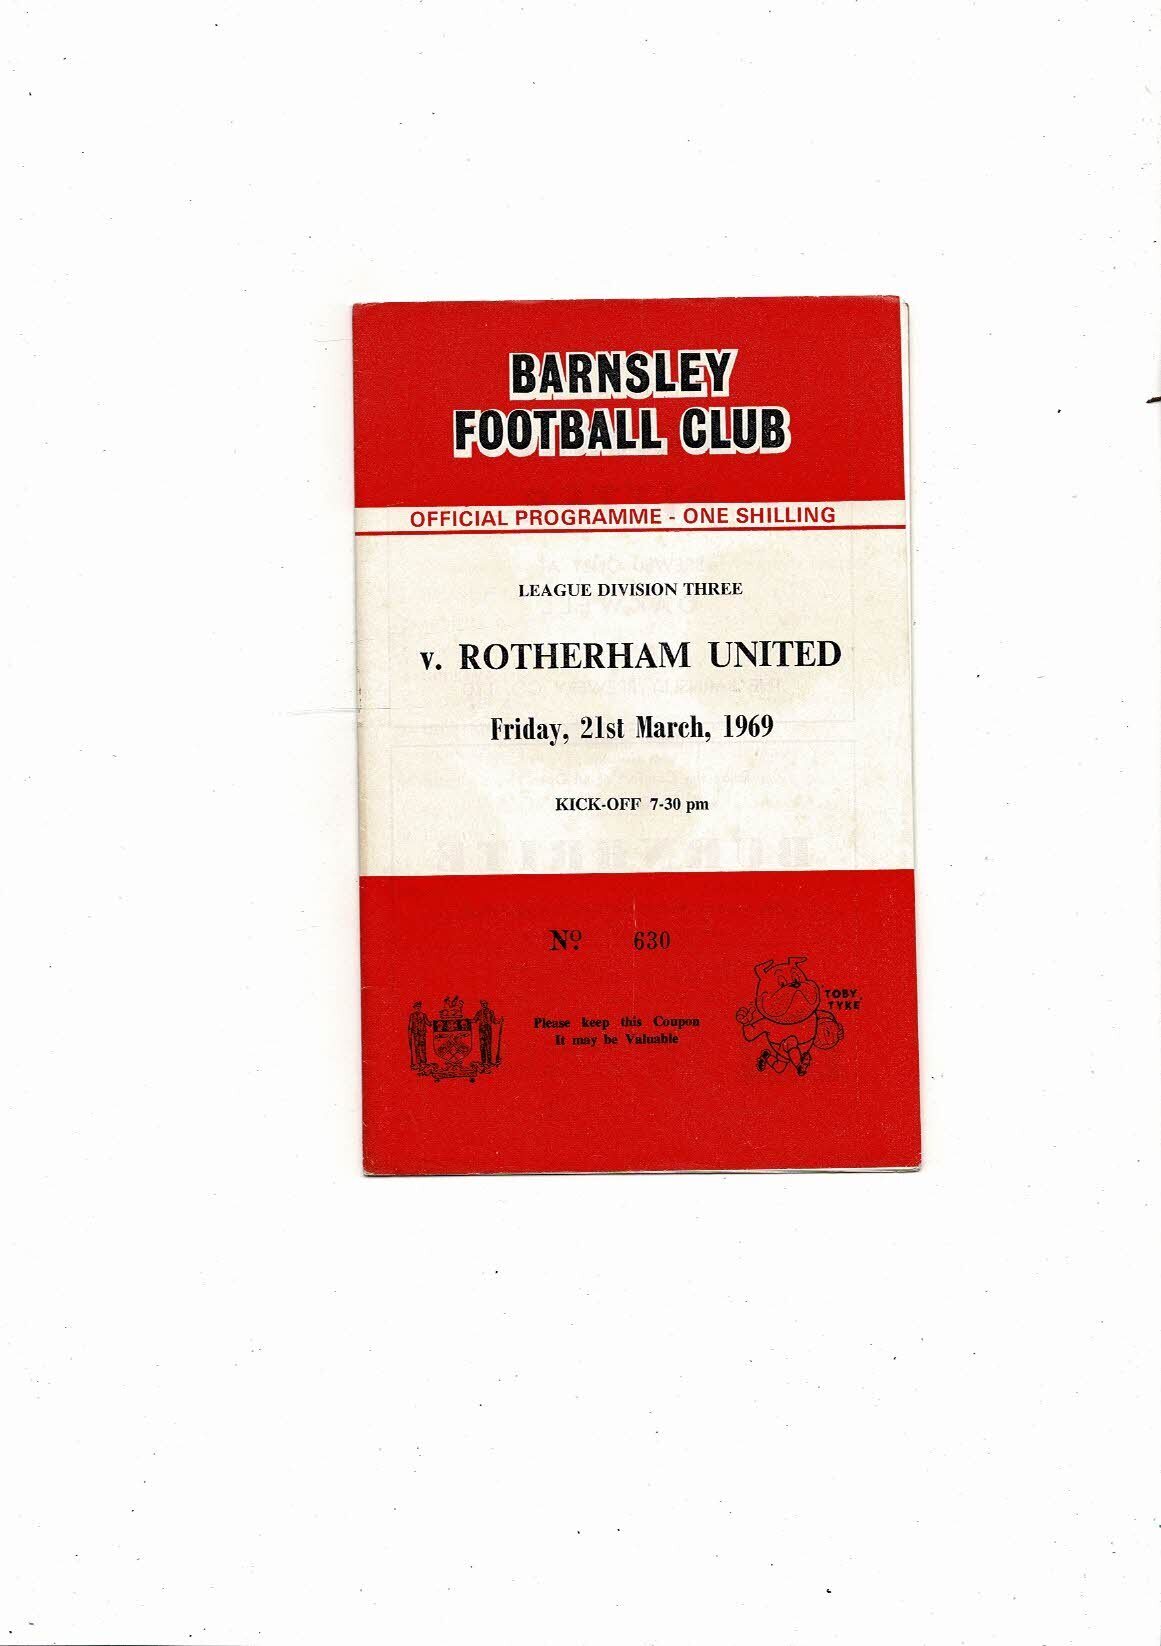 BARNSLEY
FOOTBALL CLUB
OFFICIAL PROGRAMME - ONE SHILLING
LEAGUE DIVISION THREE
v. ROTHERHAM UNITED
Friday, 21st March, 1969
KICK-OFF 7-30 pm
No. 630
Please keep this Coupon
It may be Valuable
'TOBY
TYKE'